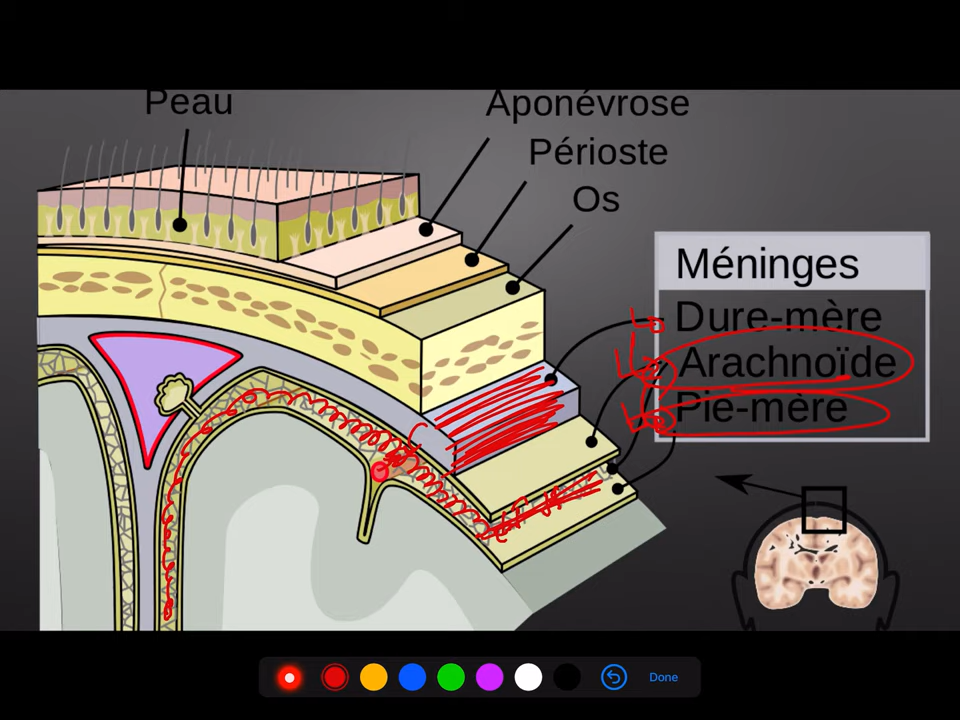 Peau
Aponévrose
Périoste
Os
Méninges
Dure-mère
Arachnoïde
Pie-mère
Done